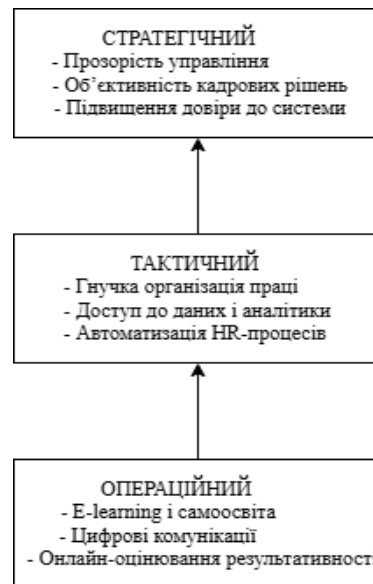 СТРАТЕГІЧНИЙ
- Прозорість управління
- Об’єктивність кадрових рішень
- Підвищення довіри до системи
ТАКТИЧНИЙ
- Гнучка організація праці
- Доступ до даних і аналітики
- Автоматизація HR-процесів
ОПЕРАЦІЙНИЙ
- E-learning і самоосвіта
- Цифрові комунікації
- Онлайн-оцінювання результативност